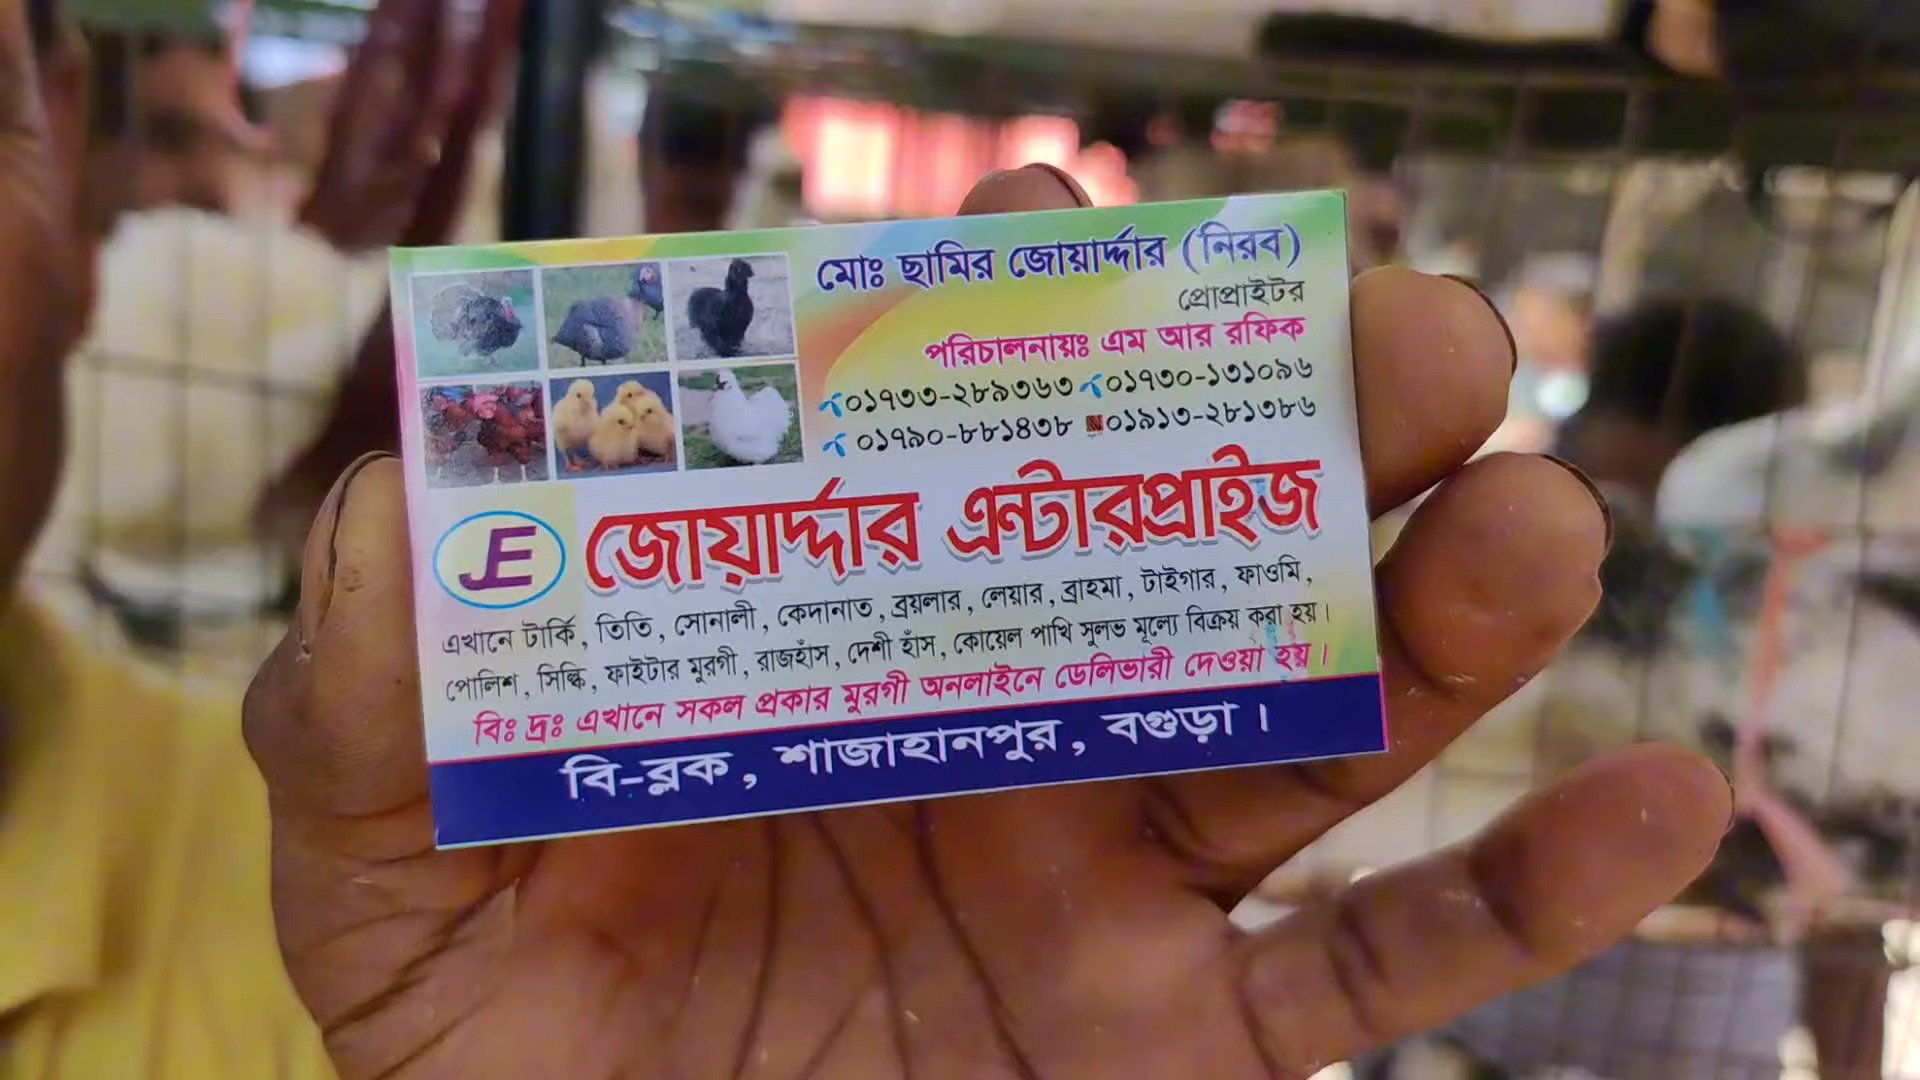 মোঃ ছামির জোয়ার্দ্দার (নিরব)
প্রোপ্রাইটর
পরিচালনায়ঃ এম আর রফিক
০১৭৩৩-২৮৯৩৬৩ ০১৭৩০-১৩১০৯৬
০১৭৯০-৮৮১৪৩৮ ০১৯১৩-২৮১৩৮৬
JE জোয়ার্দ্দার এন্টারপ্রাইজ
এখানে টার্কি, তিতি, সোনালী, কেদানাত, ব্রয়লার, লেয়ার, ব্রাহমা, টাইগার, ফাওমি,
পোলিশ, সিল্কি, ফাইটার মুরগী, রাজহাঁস, দেশী হাঁস, কোয়েল পাখি সুলভ মূল্যে বিক্রয় করা হয়।
বিঃ দ্রঃ এখানে সকল প্রকার মুরগী অনলাইনে ডেলিভারী দেওয়া হয়।
বি-ব্লক, শাজাহানপুর, বগুড়া।